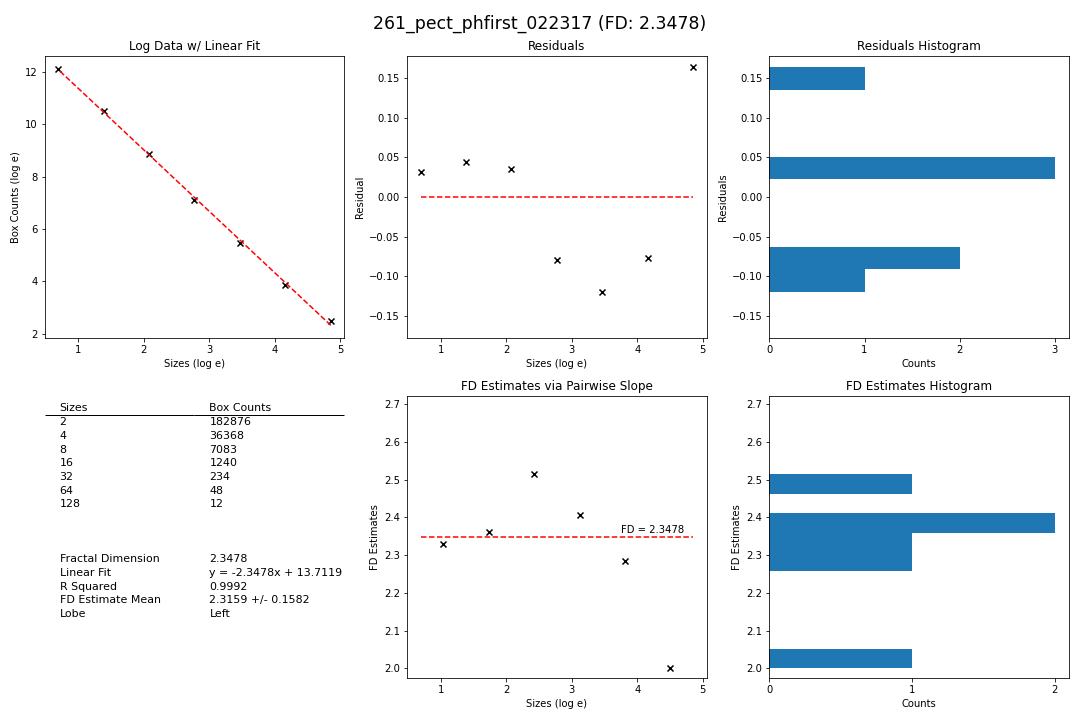 261_pect_phfirst_022317 (FD: 2.3478)
Log Data w/ Linear Fit
12
10
8
6
4
2
Box Counts (log e)
1 2 3 4 5
Sizes (log e)
Residuals
0.15
0.10
0.05
0.00
−0.05
−0.10
−0.15
Residual
1 2 3 4 5
Sizes (log e)
Residuals Histogram
0.15
0.10
0.05
0.00
−0.05
−0.10
−0.15
Residuals
0 1 2 3
Counts
Sizes Box Counts
2 182876
4 36368
8 7083
16 1240
32 234
64 48
128 12
Fractal Dimension 2.3478
Linear Fit y = -2.3478x + 13.7119
R Squared 0.9992
FD Estimate Mean 2.3159 +/- 0.1582
Lobe Left
FD Estimates via Pairwise Slope
2.7
2.6
2.5
2.4
2.3
2.2
2.1
2.0
FD Estimates
FD = 2.3478
1 2 3 4 5
Sizes (log e)
FD Estimates Histogram
2.7
2.6
2.5
2.4
2.3
2.2
2.1
2.0
FD Estimates
0 1 2
Counts